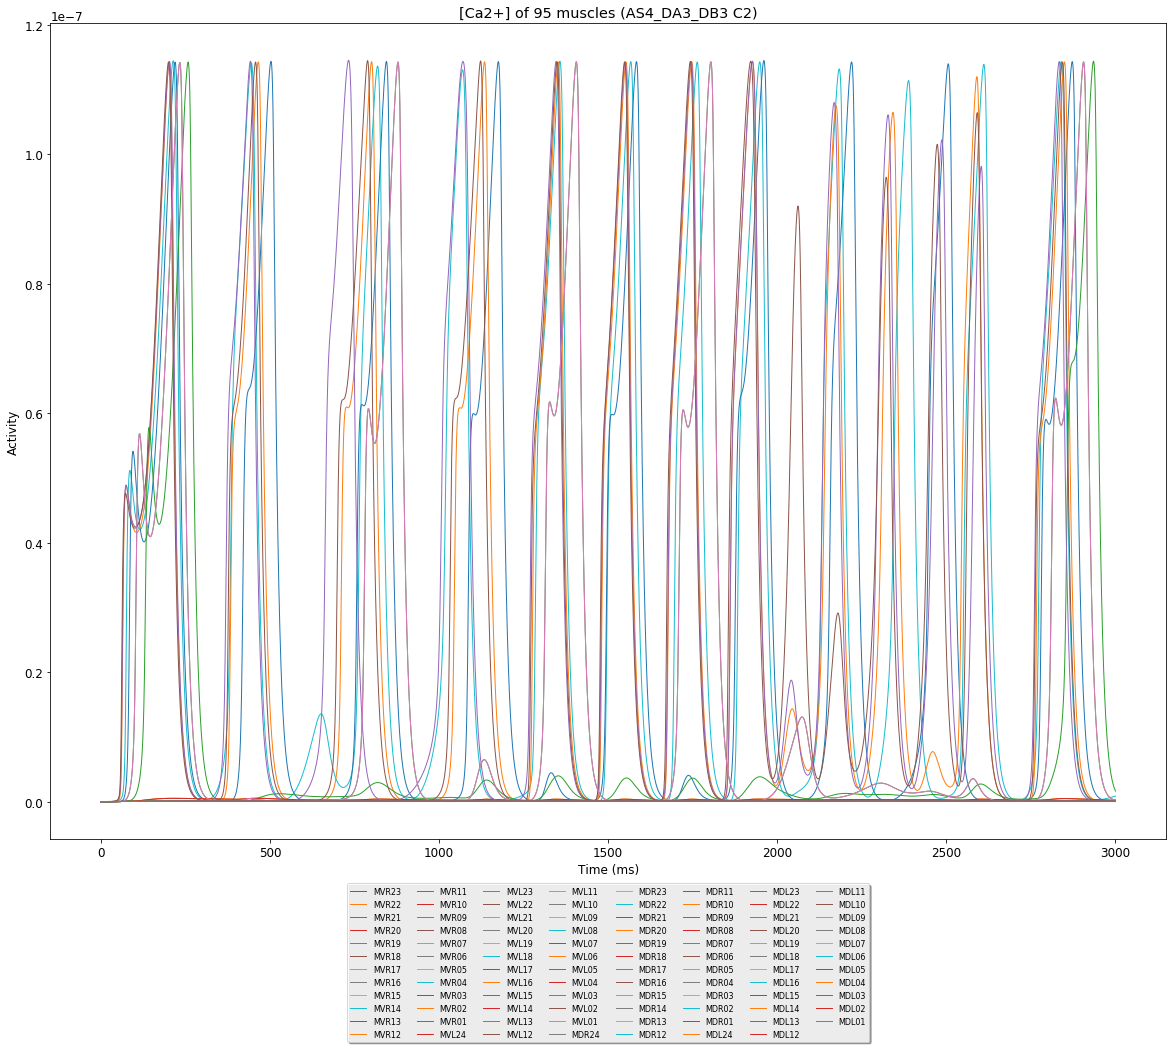 [Ca2+] of 95 muscles (AS4_DA3_DB3 C2)
1e−7
1.2
1.0
0.8
0.6
0.4
0.2
0.0
Activity
0 500 1000 1500 2000 2500 3000
Time (ms)
MVR23 MVR11 MVL23 MVL11 MDR23 MDR11 MDL23 MDL11
MVR22 MVR10 MVL22 MVL10 MDR22 MDR10 MDL22 MDL10
MVR21 MVR09 MVL21 MVL09 MDR21 MDR09 MDL21 MDL09
MVR20 MVR08 MVL20 MVL08 MDR20 MDR08 MDL20 MDL08
MVR19 MVR07 MVL19 MVL07 MDR19 MDR07 MDL19 MDL07
MVR18 MVR06 MVL18 MVL06 MDR18 MDR06 MDL18 MDL06
MVR17 MVR05 MVL17 MVL05 MDR17 MDR05 MDL17 MDL05
MVR16 MVR04 MVL16 MVL04 MDR16 MDR04 MDL16 MDL04
MVR15 MVR03 MVL15 MVL03 MDR15 MDR03 MDL15 MDL03
MVR14 MVR02 MVL14 MVL02 MDR14 MDR02 MDL14 MDL02
MVR13 MVR01 MVL13 MVL01 MDR13 MDR01 MDL13 MDL01
MVR12 MVL24 MVL12 MDR24 MDR12 MDL24 MDL12